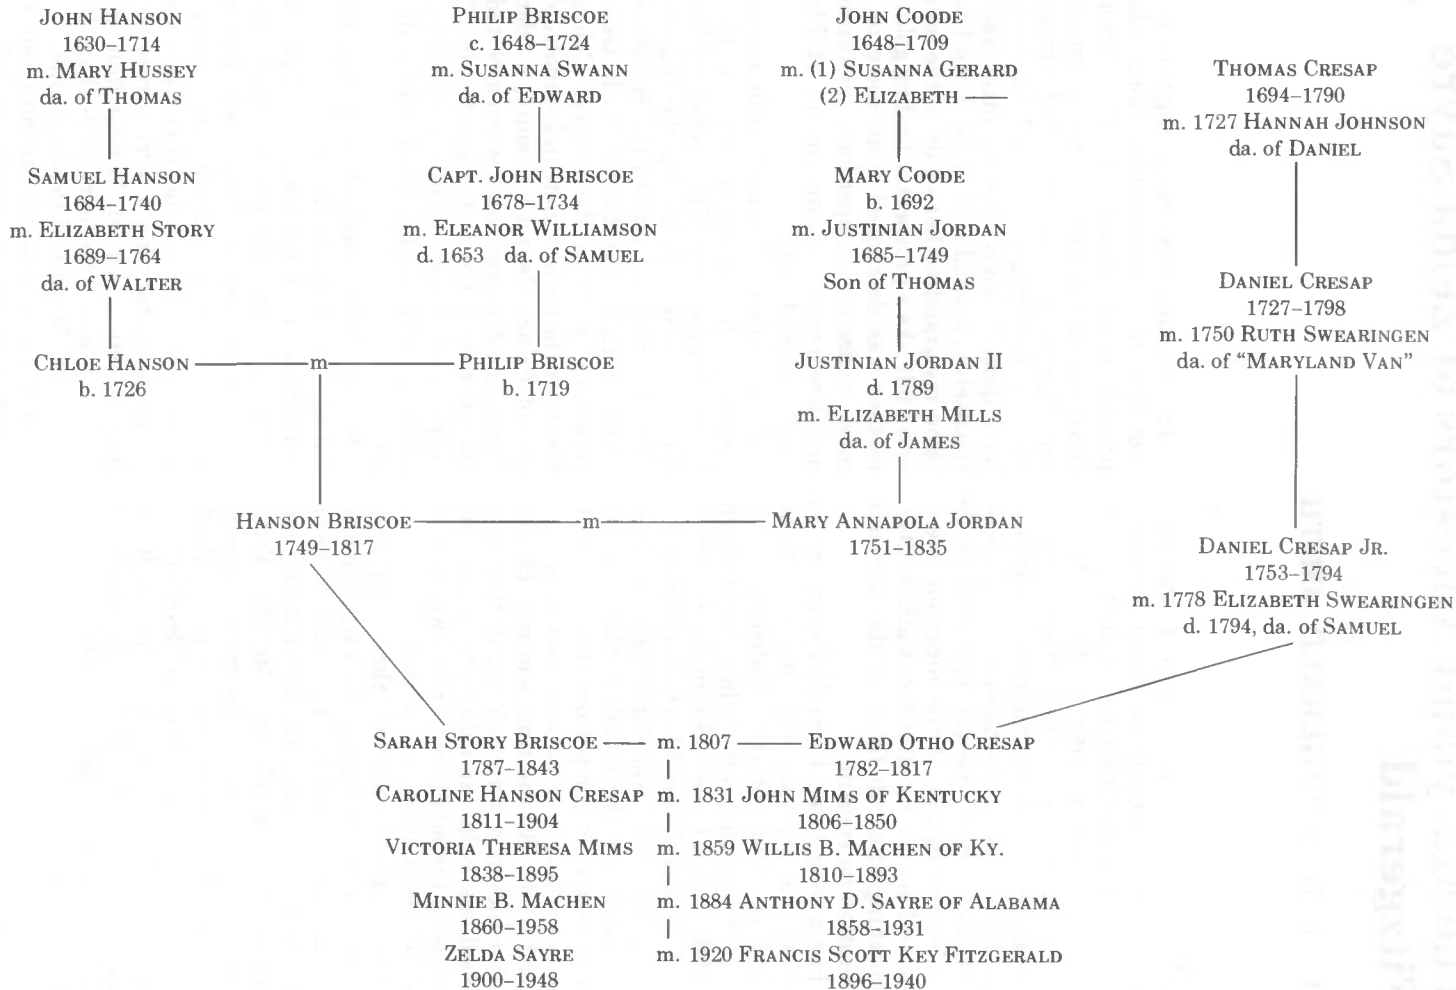 JOHN HANSON
1630–1714
m. MARY HUSSEY
da. of THOMAS
SAMUEL HANSON
1684–1740
m. ELIZABETH STORY
1689–1764
da. of WALTER
CHLOE HANSON
b. 1726
m
PHILIP BRISCOE
c. 1648–1724
m. SUSANNA SWANN
da. of EDWARD
CAPT. JOHN BRISCOE
1678–1734
m. ELEANOR WILLIAMSON
d. 1653 da. of SAMUEL
PHILIP BRISCOE
b. 1719
JOHN COODE
1648–1709
m. (1) SUSANNA GERARD
(2) ELIZABETH ——
MARY COODE
b. 1692
m. JUSTINIAN JORDAN
1685–1749
Son of THOMAS
JUSTINIAN JORDAN II
d. 1789
m. ELIZABETH MILLS
da. of JAMES
THOMAS CRESAP
1694–1790
m. 1727 HANNAH JOHNSON
da. of DANIEL
DANIEL CRESAP
1727–1798
m. 1750 RUTH SWEARINGEN
da. of “MARYLAND VAN”
DANIEL CRESAP JR.
1753–1794
m. 1778 ELIZABETH SWEARINGEN
d. 1794, da. of SAMUEL
HANSON BRISCOE
1749–1817
m
MARY ANNAPOLA JORDAN
1751–1835
SARAH STORY BRISCOE m. 1807 EDWARD OTHO CRESAP
1787–1843 1782–1817
CAROLINE HANSON CRESAP m. 1831 JOHN MIMS OF KENTUCKY
1811–1904 1806–1850
VICTORIA THERESA MIMS m. 1859 WILLIS B. MACHEN OF KY.
1838–1895 1810–1893
MINNIE B. MACHEN m. 1884 ANTHONY D. SAYRE OF ALABAMA
1860–1958 1858–1931
ZELDA SAYRE m. 1920 FRANCIS SCOTT KEY FITZGERALD
1900–1948 1896–1940